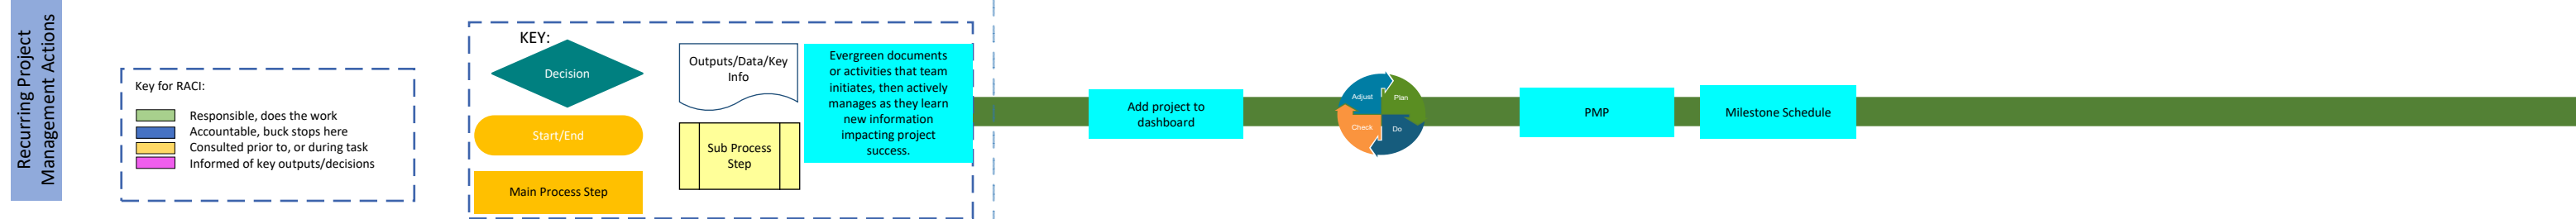 Recurring Project
Management Actions
Key for RACI:
Responsible, does the work
Accountable, buck stops here
Consulted prior to, or during task
Informed of key outputs/decisions
KEY:
Decision
Start/End
Main Process Step
Outputs/Data/Key
Info
Sub Process
Step
Evergreen documents
or activities that team
initiates, then actively
manages as they learn
new information
impacting project
success.
Add project to
dashboard
Adjust
Plan
Check
Do
PMP
Milestone Schedule